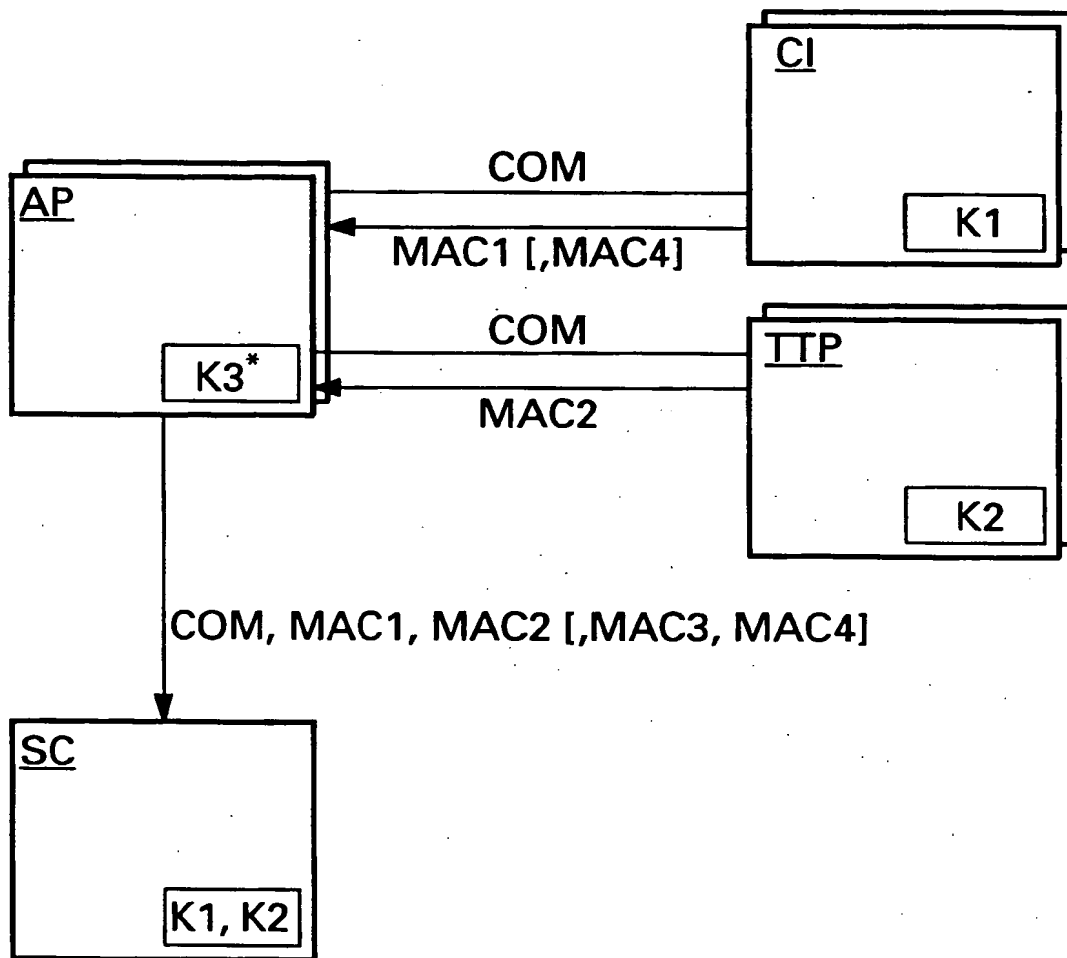 CI
K1
COM
MAC1 [,MAC4]
AP
K3*
COM
MAC2
TTP
K2
COM, MAC1, MAC2 [,MAC3, MAC4]
SC
K1, K2